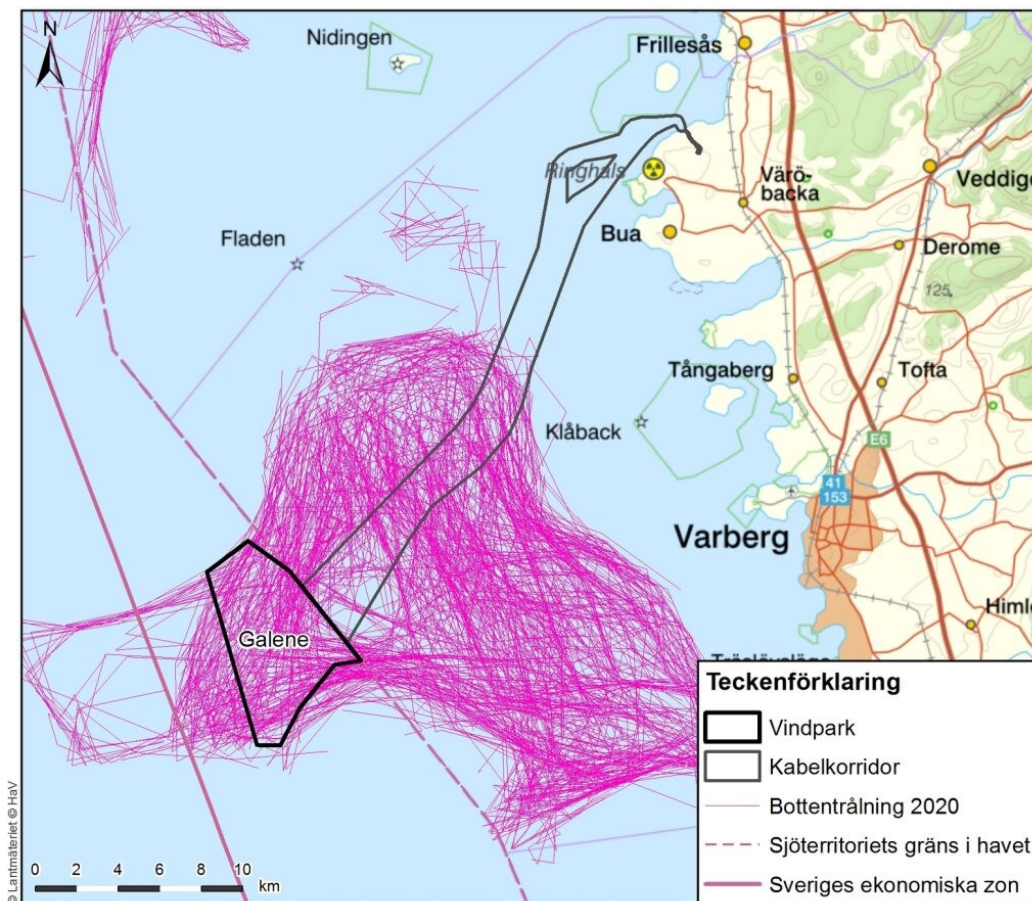 N
Nidingen
Frillesås
Ringhals
Värö-
backa
Veddige
Bua
Fladen
Derome
125
Tångaberg
Tofta
Klåback
E6
41
153
Varberg
Galene
Himle
Teckenförklaring
Vindpark
Kabelkorridor
Bottentrålning 2020
Sjöterritoriets gräns i havet
Sveriges ekonomiska zon
© Lantmäteriet © HaV
0 2 4 6 8 10
km